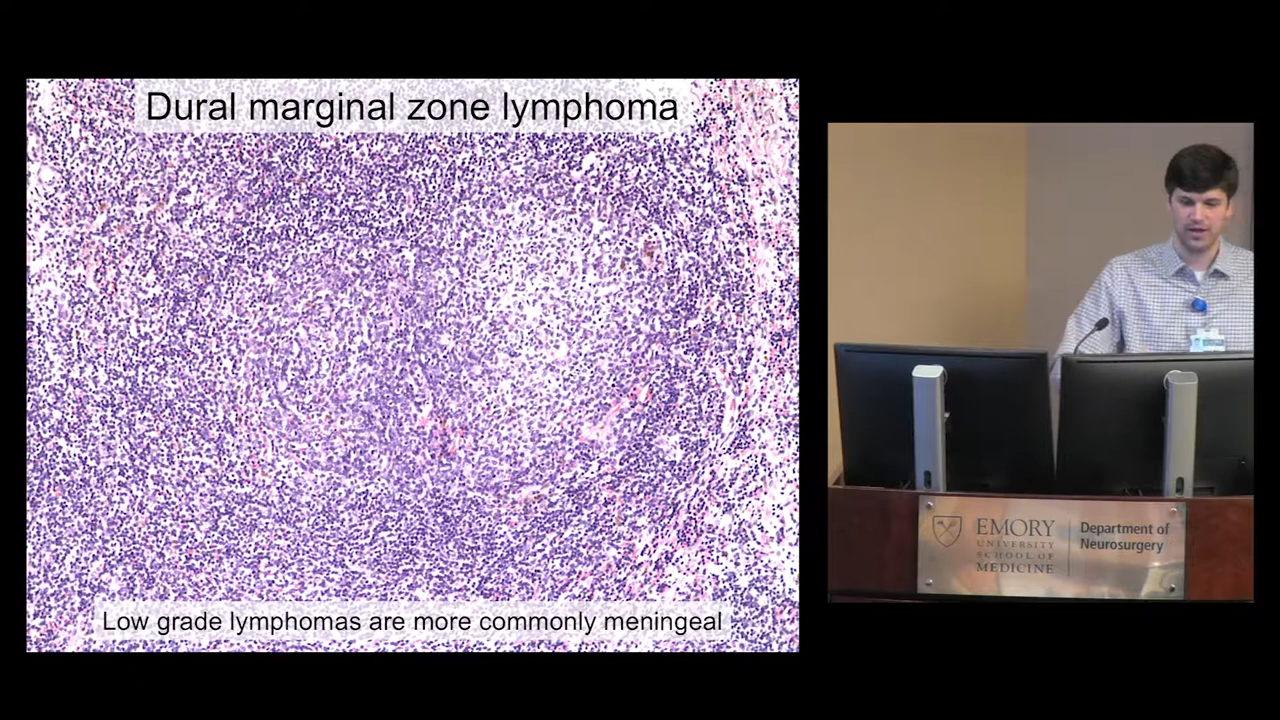 Dural marginal zone lymphoma
Low grade lymphomas are more commonly meningeal
EMORY
UNIVERSITY
SCHOOL OF
MEDICINE
Department of
Neurosurgery